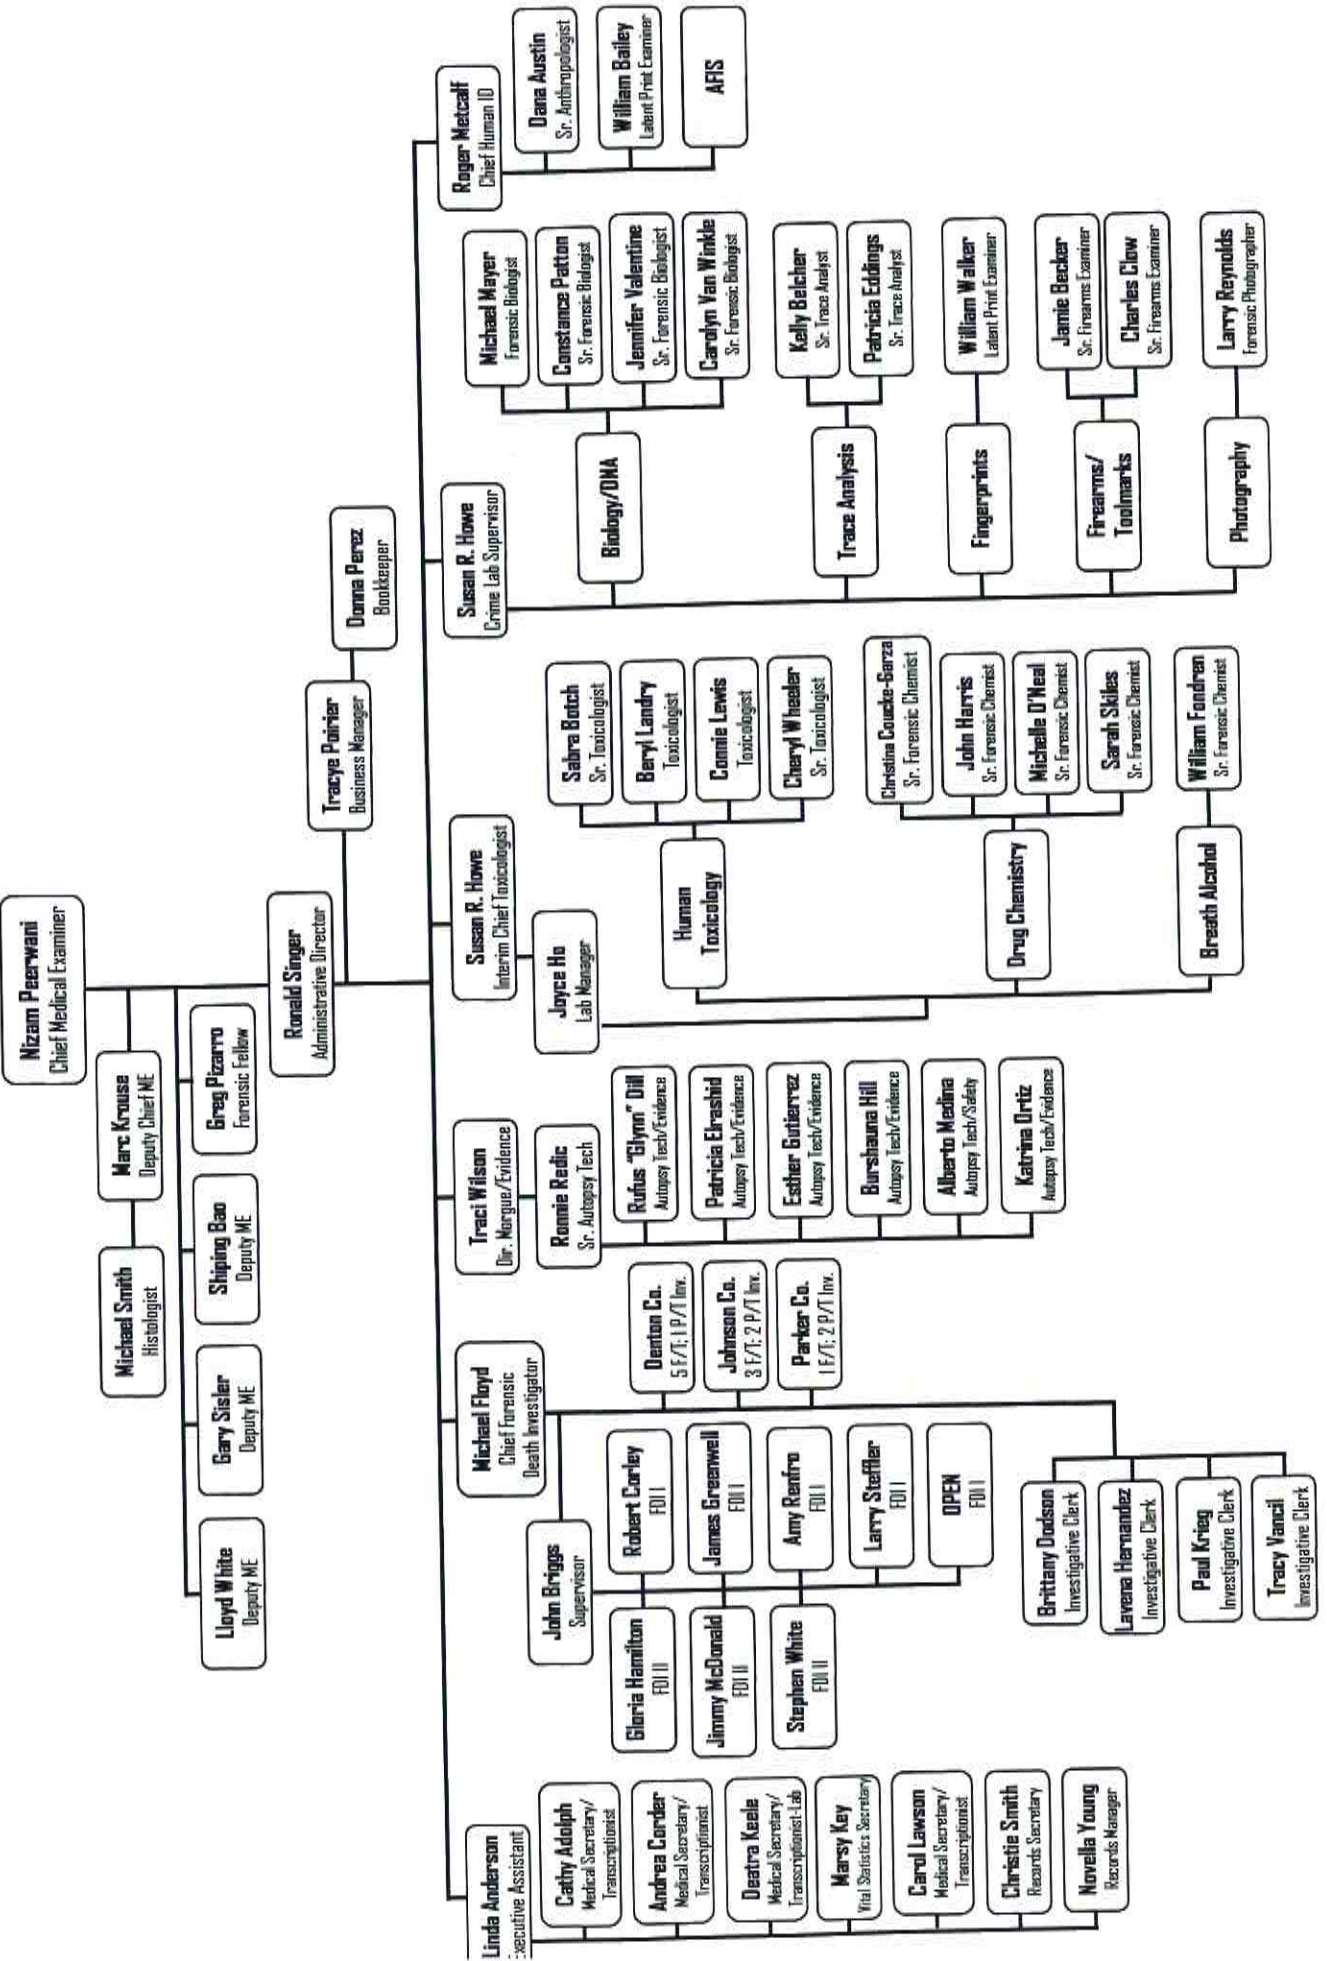 Nizam Peerwani
Chief Medical Examiner
Marc Krouse
Deputy Chief ME
Michael Smith
Histologist
Lloyd White
Deputy ME
Gary Sisler
Deputy ME
Shiping Bao
Deputy ME
Greg Pizarro
Forensic Fellow
Ronald Singer
Administrative Director
Tracye Poirier
Business Manager
Donna Perez
Bookkeeper
Linda Anderson
Executive Assistant
Cathy Adolph
Medical Secretary/
Transcriptionist
Andrea Corder
Medical Secretary/
Transcriptionist
Deatra Keele
Medical Secretary/
Transcriptionist-Lab
Marsy Key
Vital Statistics Secretary
Carol Lawson
Medical Secretary/
Transcriptionist
Christie Smith
Records Secretary
Novella Young
Records Manager
Michael Floyd
Chief Forensic
Death Investigator
John Briggs
Supervisor
Gloria Hamilton
FDI II
Robert Corley
FDI I
Jimmy McDonald
FDI II
James Greenwell
FDI I
Stephen White
FDI II
Amy Renfro
FDI I
Larry Steffler
FDI I
OPEN
FDI I
Denton Co.
5 F/T; 1 P/T Inv.
Johnson Co.
3 F/T; 2 P/T Inv.
Parker Co.
1 F/T; 2 P/T Inv.
Brittany Dodson
Investigative Clerk
Lavena Hernandez
Investigative Clerk
Paul Krieg
Investigative Clerk
Tracy Vancil
Investigative Clerk
Traci Wilson
Dir. Morgue/Evidence
Ronnie Redic
Sr. Autopsy Tech
Rufus "Glynn" Dill
Autopsy Tech/Evidence
Patricia Elrashid
Autopsy Tech/Evidence
Esther Gutierrez
Autopsy Tech/Evidence
Burshauna Hill
Autopsy Tech/Evidence
Alberto Medina
Autopsy Tech/Safety
Katrina Ortiz
Autopsy Tech/Evidence
Susan R. Howe
Interim Chief Toxicologist
Joyce Ho
Lab Manager
Human
Toxicology
Sabra Botch
Sr. Toxicologist
Beryl Landry
Toxicologist
Connie Lewis
Toxicologist
Cheryl Wheeler
Sr. Toxicologist
Drug Chemistry
Christina Coucke-Garza
Sr. Forensic Chemist
John Harris
Sr. Forensic Chemist
Michelle O'Neal
Sr. Forensic Chemist
Sarah Skiles
Sr. Forensic Chemist
Breath Alcohol
William Fondren
Sr. Forensic Chemist
Susan R. Howe
Crime Lab Supervisor
Biology/DNA
Michael Mayer
Forensic Biologist
Constance Patton
Sr. Forensic Biologist
Jennifer Valentine
Sr. Forensic Biologist
Carolyn Van Winkle
Sr. Forensic Biologist
Trace Analysis
Kelly Belcher
Sr. Trace Analyst
Patricia Eddings
Sr. Trace Analyst
Fingerprints
William Walker
Latent Print Examiner
Firearms/
Toolmarks
Jamie Becker
Sr. Firearms Examiner
Charles Clow
Sr. Firearms Examiner
Photography
Larry Reynolds
Forensic Photographer
Roger Metcalf
Chief Human ID
Dana Austin
Sr. Anthropologist
William Bailey
Latent Print Examiner
AFIS